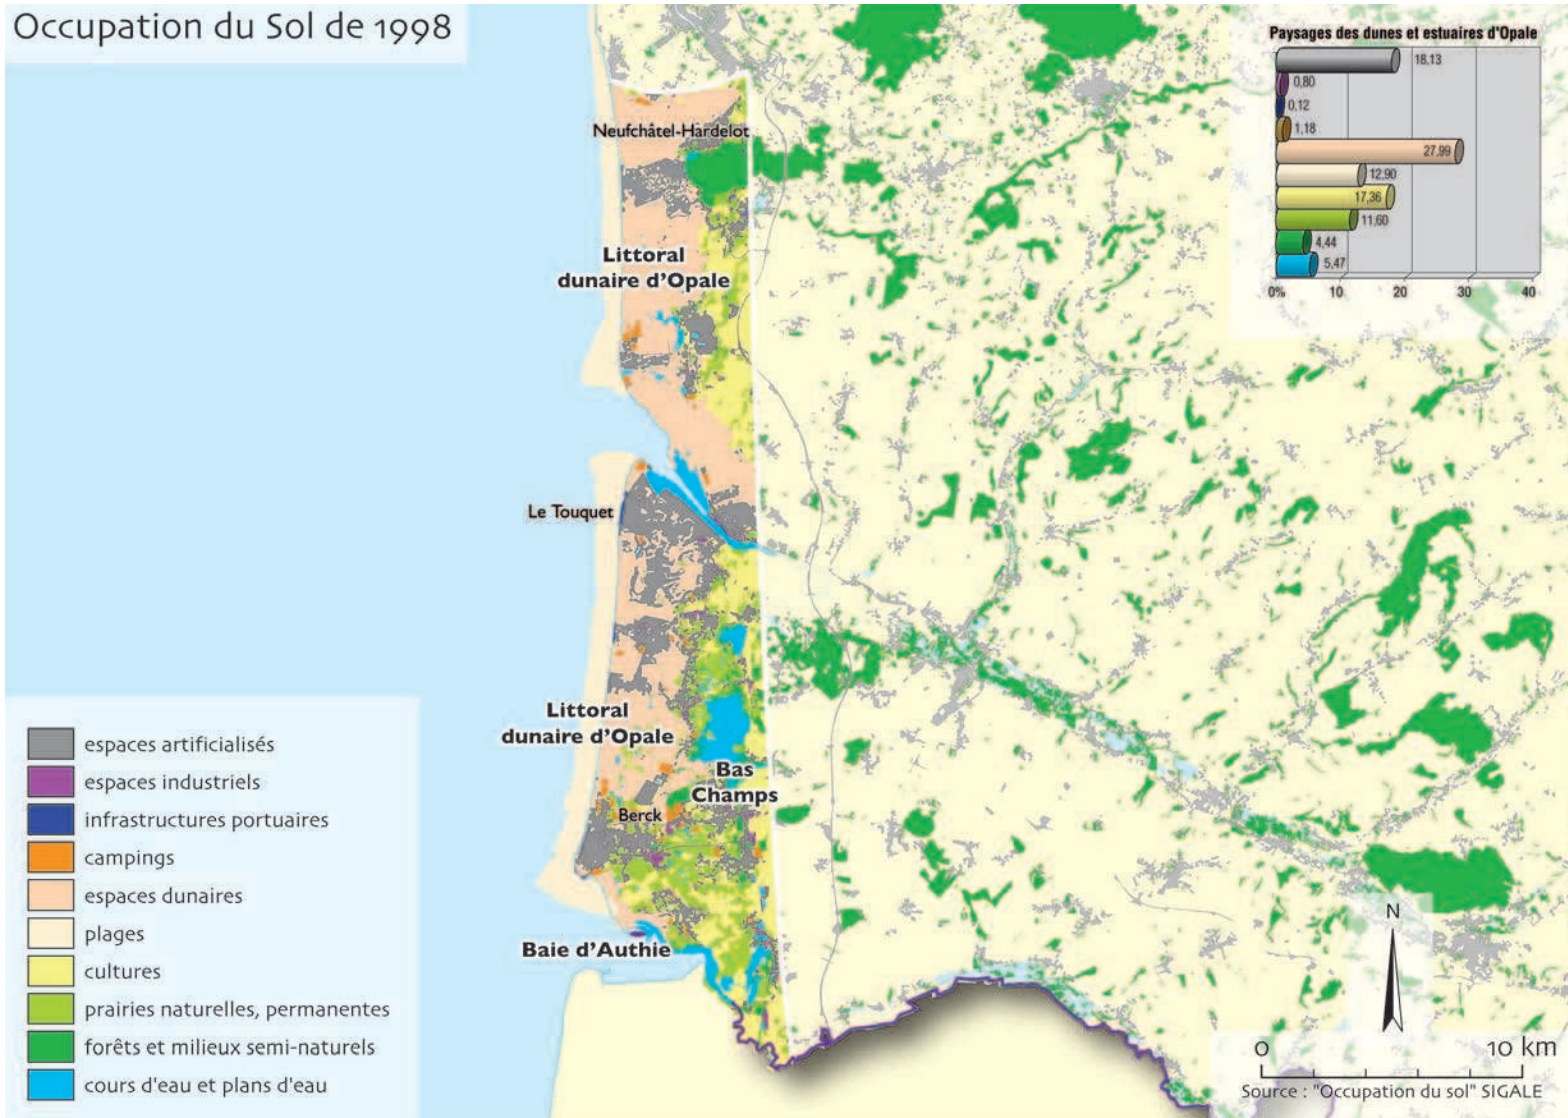 Occupation du Sol de 1998
Paysages des dunes et estuaires d'Opale
18,13
0,80
0,12
1,18
27,99
12,90
17,36
11,60
4,44
5,47
0% 10 20 30 40
Neufchâtel-Hardelot
Littoral
dunaire d'Opale
Le Touquet
Littoral
dunaire d'Opale
Bas
Champs
Berck
Baie d'Authie
espaces artificialisés
espaces industriels
infrastructures portuaires
campings
espaces dunaires
plages
cultures
prairies naturelles, permanentes
forêts et milieux semi-naturels
cours d'eau et plans d'eau
N
0 10 km
Source : "Occupation du sol" SIGALE